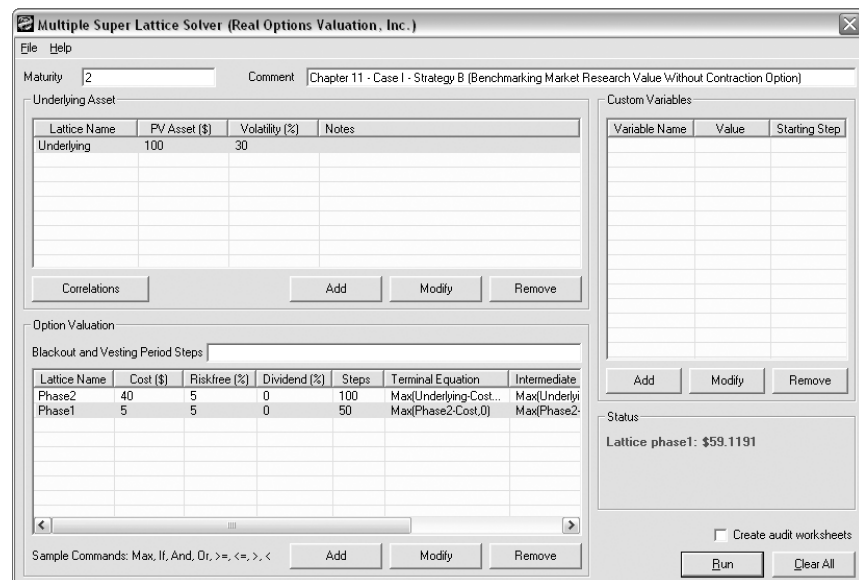 Multiple Super Lattice Solver (Real Options Valuation, Inc.)
File Help
Maturity 2 Comment Chapter 11 - Case I - Strategy B (Benchmarking Market Research Value Without Contraction Option)
Underlying Asset
Lattice Name PV Asset ($) Volatility (%) Notes
Underlying 100 30
Correlations Add Modify Remove
Custom Variables
Variable Name Value Starting Step
Add Modify Remove
Option Valuation
Blackout and Vesting Period Steps
Lattice Name Cost ($) Riskfree (%) Dividend (%) Steps Terminal Equation Intermediate
Phase2 40 5 0 100 Max(Underlying-Cost... Max(Underlyi
Phase1 5 5 0 50 Max(Phase2-Cost,0) Max(Phase2-
Sample Commands: Max, If, And, Or, >=, <=, >, < Add Modify Remove
Status
Lattice phase1: $59.1191
Create audit worksheets
Run Clear All